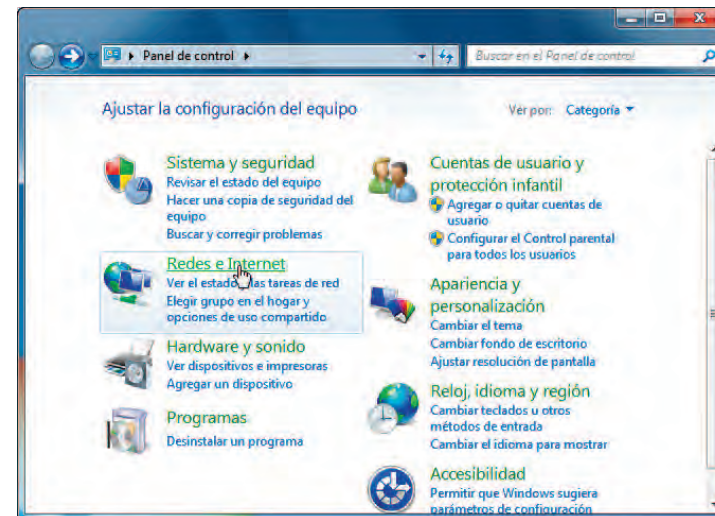 Panel de control
Buscar en el Panel de control
Ajustar la configuración del equipo
Ver por: Categoría
Sistema y seguridad
Revisar el estado del equipo
Hacer una copia de seguridad del
equipo
Buscar y corregir problemas
Redes e Internet
Ver el estado las tareas de red
Elegir grupo en el hogar y
opciones de uso compartido
Hardware y sonido
Ver dispositivos e impresoras
Agregar un dispositivo
Programas
Desinstalar un programa
Cuentas de usuario y
protección infantil
Agregar o quitar cuentas de
usuario
Configurar el Control parental
para todos los usuarios
Apariencia y
personalización
Cambiar el tema
Cambiar fondo de escritorio
Ajustar resolución de pantalla
Reloj, idioma y región
Cambiar teclados u otros
métodos de entrada
Cambiar el idioma para mostrar
Accesibilidad
Permitir que Windows sugiera
parámetros de configuración